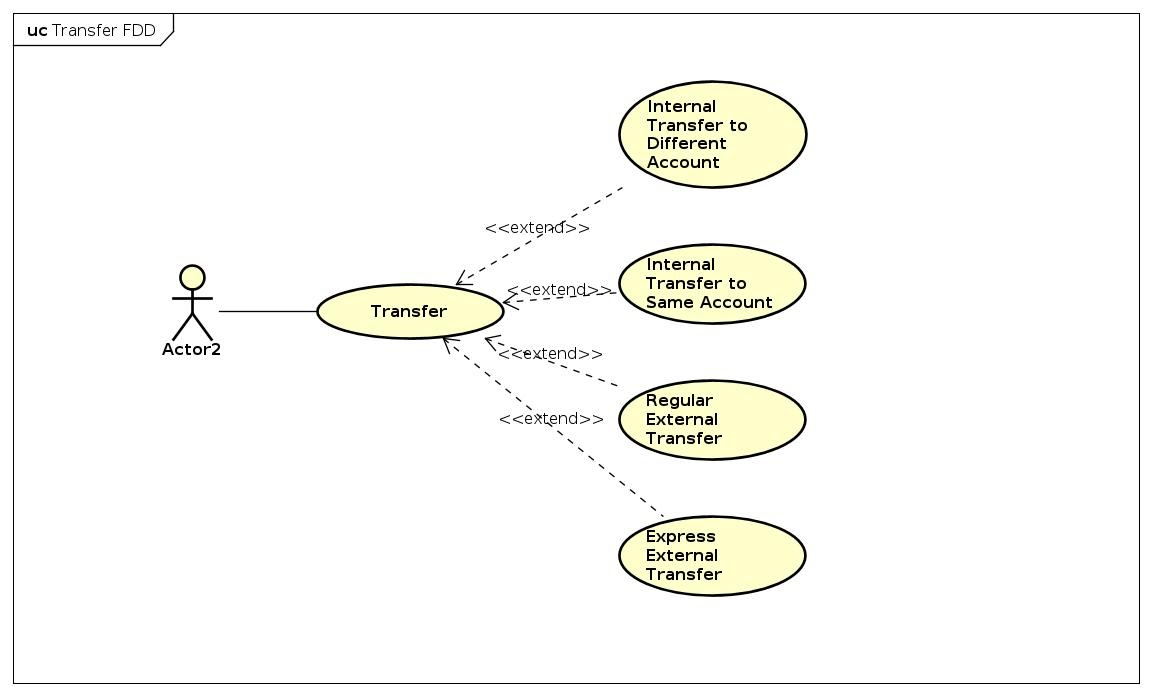 uc Transfer FDD
Internal
Transfer to
Different
Account
<<extend>>
Internal
Transfer to
Same Account
<<extend>>
Transfer
Actor2
<<extend>>
Regular
External
Transfer
<<extend>>
Express
External
Transfer